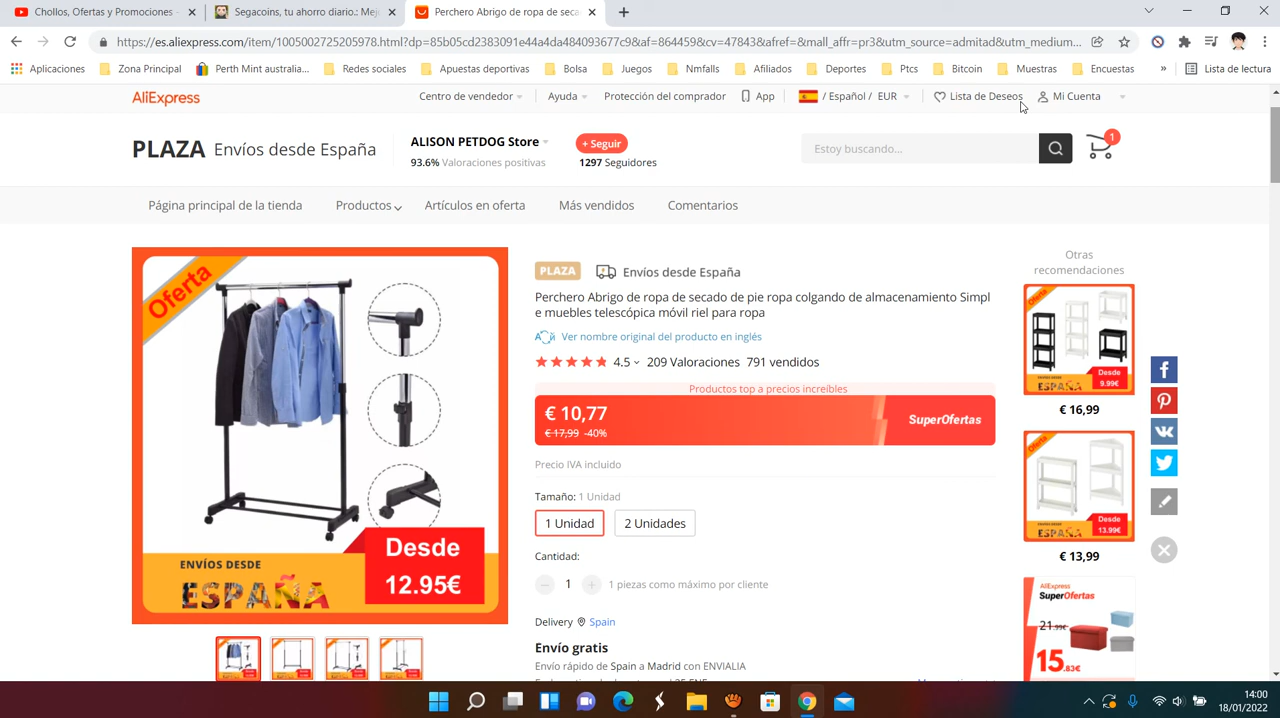 Chollos, Ofertas y Promociones -
Segacoins, tu ahorro diario.: Mej
Perchero Abrigo de ropa de seca
https://es.aliexpress.com/item/1005002725205978.html?dp=85b05cd2383091e44a4da484093677c9&af=864459&cv=47843&afref=&mall_affr=pr3&utm_source=admitad&utm_medium...
Aplicaciones
Zona Principal
Perth Mint australia...
Redes sociales
Apuestas deportivas
Bolsa
Juegos
Nmfalls
Afiliados
Deportes
Ptcs
Bitcoin
Muestras
Encuestas
»
Lista de lectura
AliExpress
Centro de vendedor
Ayuda
Protección del comprador
App
/ Español / EUR
Lista de Deseos
Mi Cuenta
PLAZA Envíos desde España
ALISON PETDOG Store
93.6% Valoraciones positivas
+ Seguir
1297 Seguidores
Estoy buscando...
1
Página principal de la tienda
Productos
Artículos en oferta
Más vendidos
Comentarios
Oferta
Desde
12.95€
ENVÍOS DESDE
ESPAÑA
PLAZA
Envíos desde España
Perchero Abrigo de ropa de secado de pie ropa colgando de almacenamiento Simpl
e muebles telescópica móvil riel para ropa
Ver nombre original del producto en inglés
4.5
209 Valoraciones
791 vendidos
Productos top a precios increíbles
€ 10,77
€ 17,99 -40%
SuperOfertas
Precio IVA incluido
Tamaño: 1 Unidad
1 Unidad
2 Unidades
Cantidad:
1
1 piezas como máximo por cliente
Delivery
Spain
Envío gratis
Envío rápido de Spain a Madrid con ENVIALIA
Otras
recomendaciones
Oferta
Desde
9.99€
ESPAÑA
€ 16,99
Oferta
Desde
13.99€
ESPAÑA
€ 13,99
AliExpress
SuperOfertas
21.99€
15.83€
14:00
18/01/2022